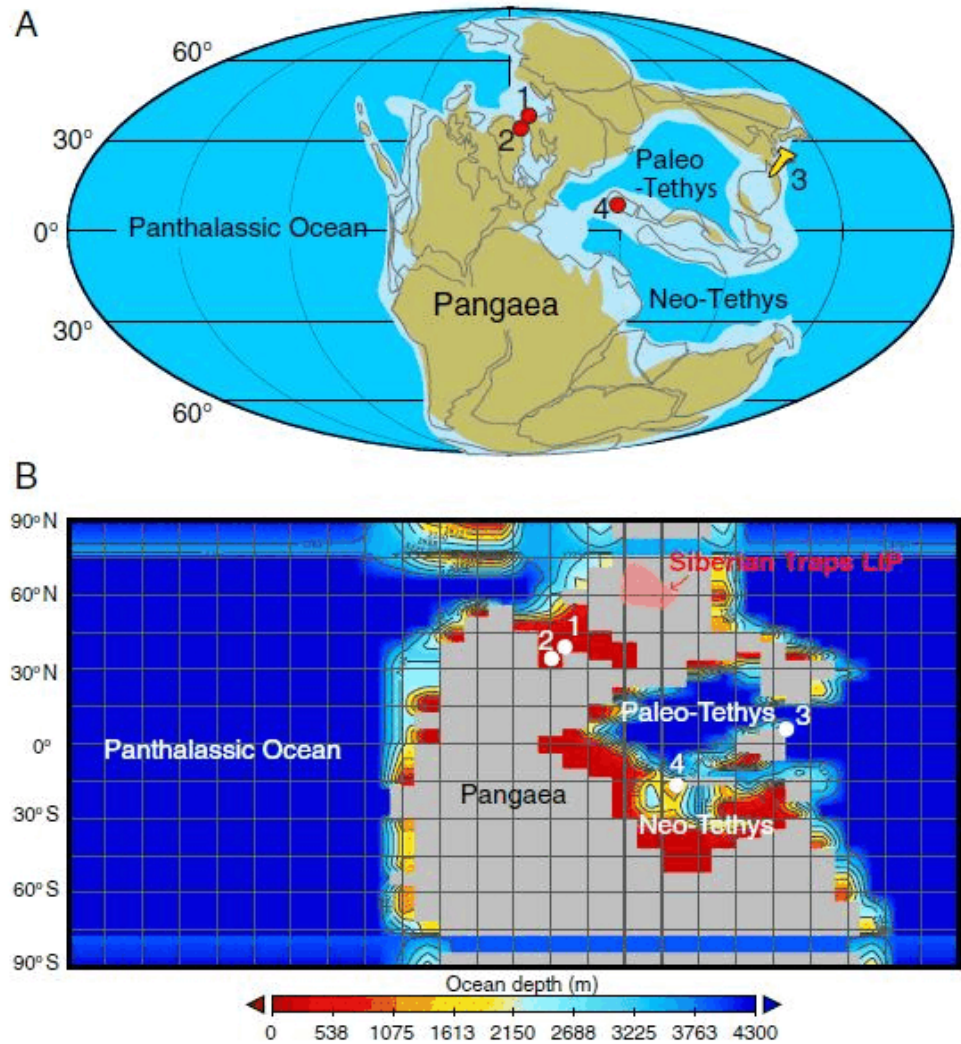 A
60°
30°
0°
30°
60°
1
2
3
4
Paleo
-Tethys
Panthalassic Ocean
Neo-Tethys
Pangaea
B
90°N
60°N
30°N
0°
30°S
60°S
90°S
Siberian Traps LIP
1
2
Paleo-Tethys 3
Panthalassic Ocean
4
Pangaea
Neo-Tethys
Ocean depth (m)
0 538 1075 1613 2150 2688 3225 3763 4300